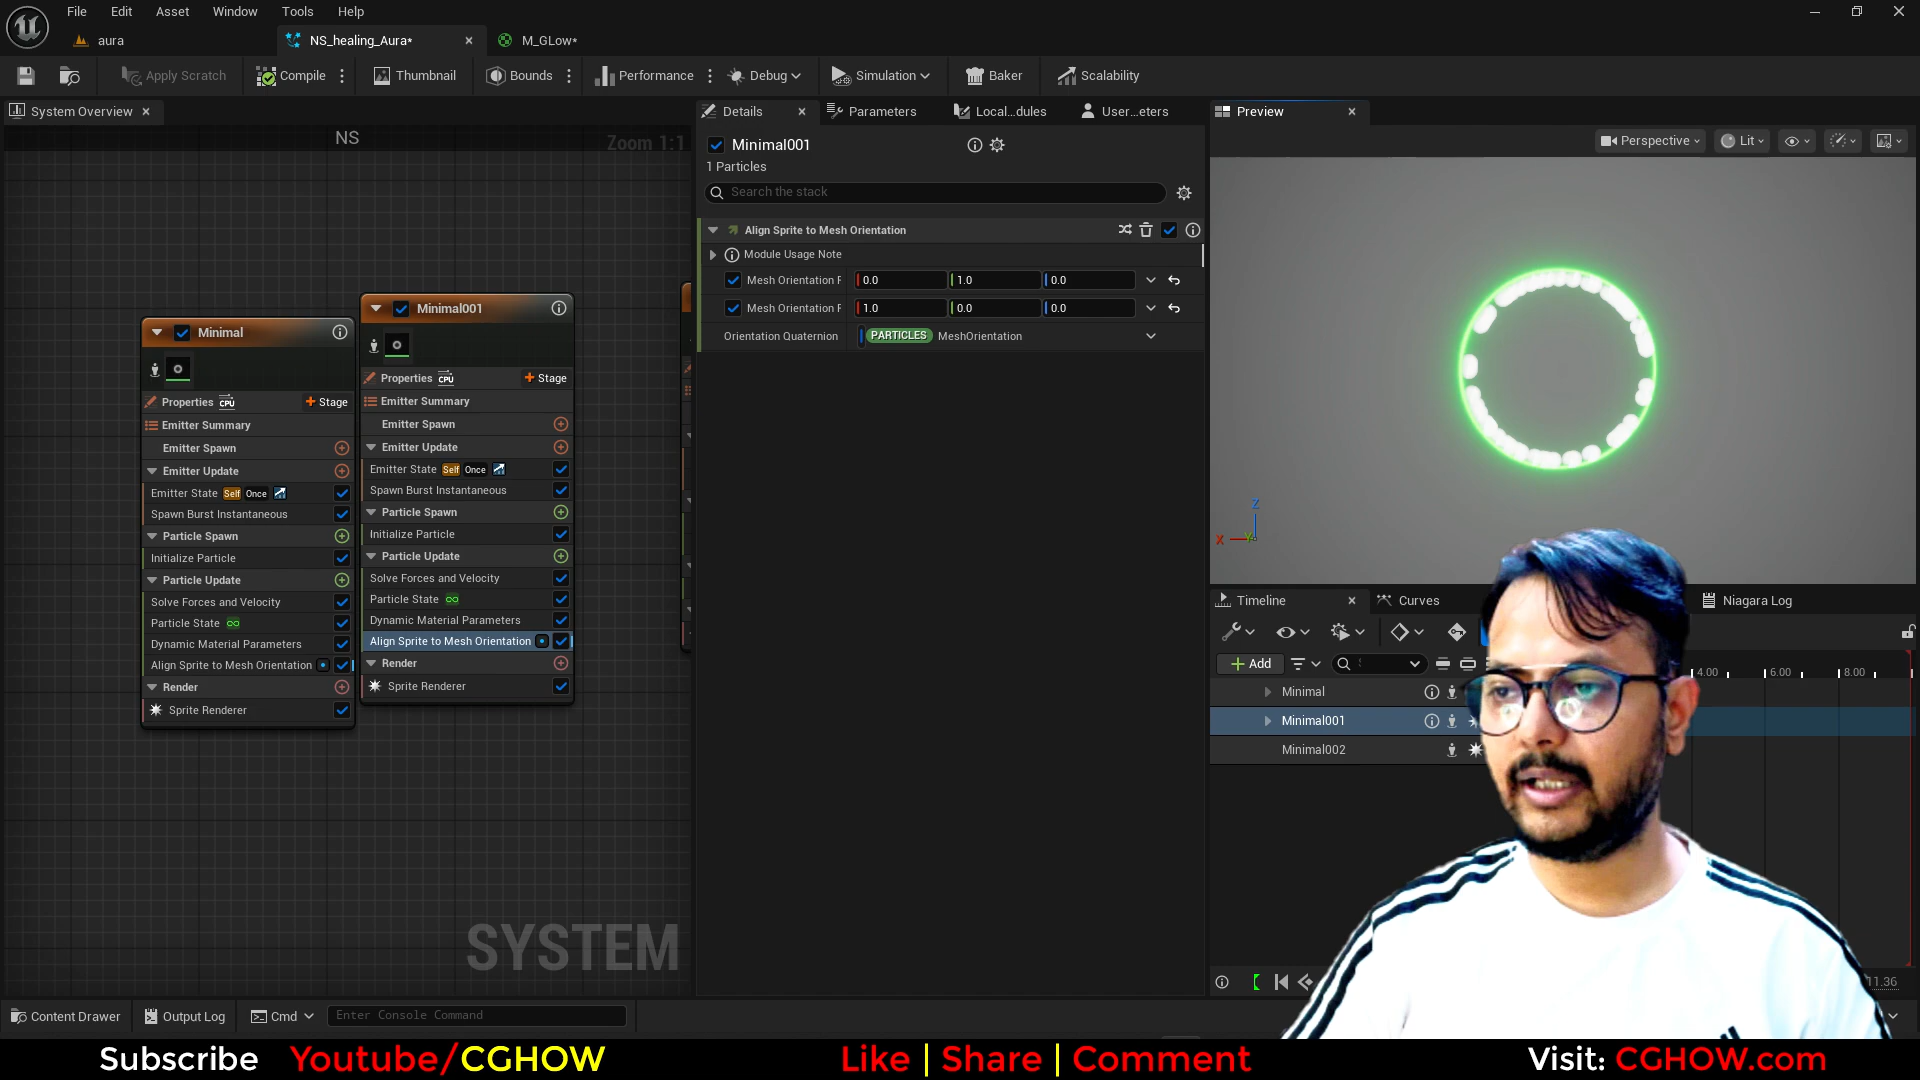 File Edit Asset Window Tools Help
aura NS_healing_Aura* M_GLow*
Apply Scratch Compile Thumbnail Bounds Performance Debug Simulation Baker Scalability
System Overview
NS
Zoom 1:1
Minimal
Properties CPU Stage
Emitter Summary
Emitter Spawn
Emitter Update
Emitter State Self Once
Spawn Burst Instantaneous
Particle Spawn
Initialize Particle
Particle Update
Solve Forces and Velocity
Particle State
Dynamic Material Parameters
Align Sprite to Mesh Orientation
Render
Sprite Renderer
Minimal001
Properties CPU Stage
Emitter Summary
Emitter Spawn
Emitter Update
Emitter State Self Once
Spawn Burst Instantaneous
Particle Spawn
Initialize Particle
Particle Update
Solve Forces and Velocity
Particle State
Dynamic Material Parameters
Align Sprite to Mesh Orientation
Render
Sprite Renderer
SYSTEM
Details Parameters Local...dules User...eters
Minimal001
1 Particles
Search the stack
Align Sprite to Mesh Orientation
Module Usage Note
Mesh Orientation F 0.0 1.0 0.0
Mesh Orientation F 1.0 0.0 0.0
Orientation Quaternion PARTICLES MeshOrientation
Preview
Perspective Lit
Z
X Y
Timeline Curves Niagara Log
Add 4.00 6.00 8.00
Minimal
Minimal001
Minimal002
11.36
Content Drawer Output Log Cmd Enter Console Command
Subscribe Youtube/CGHOW Like | Share | Comment Visit: CGHOW.com